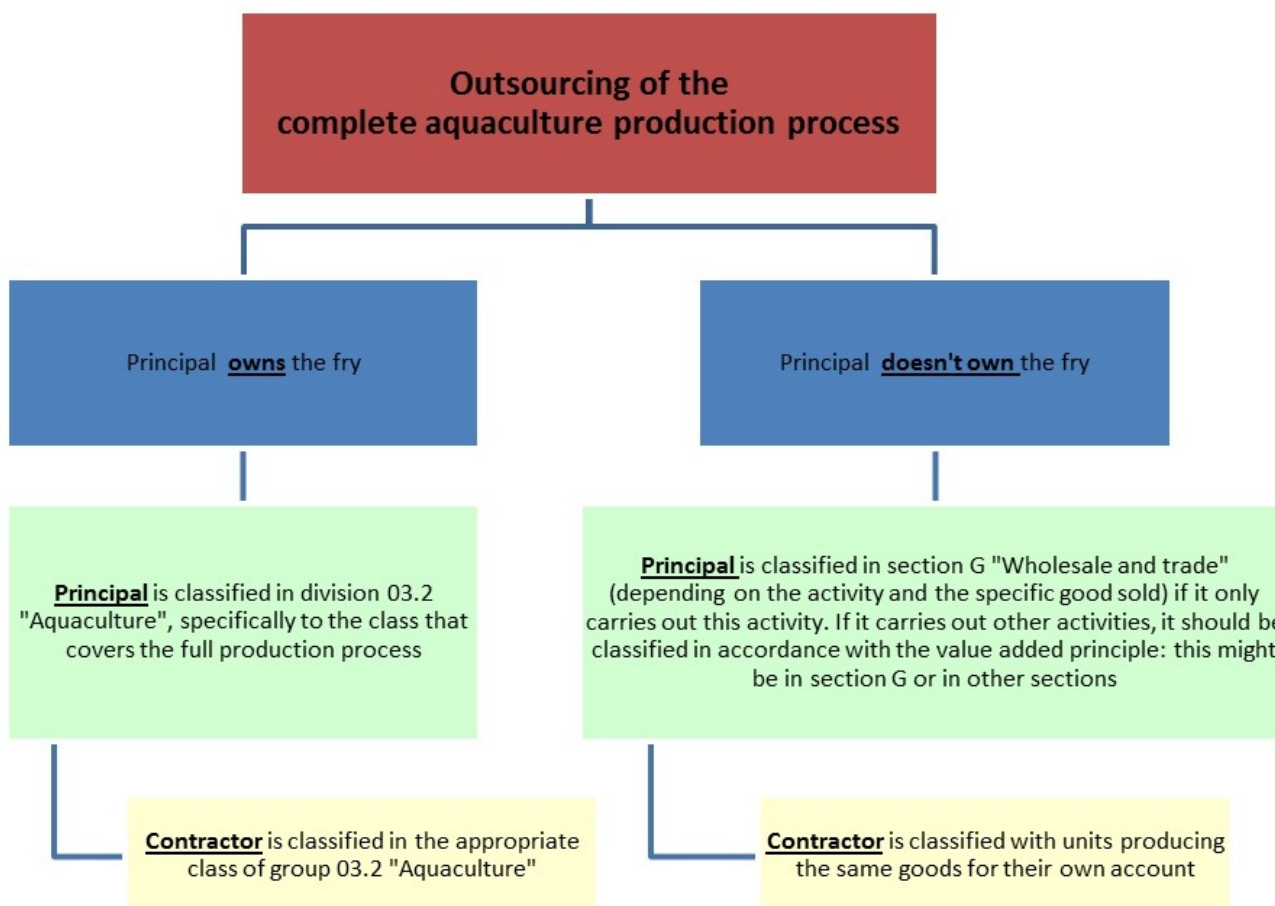 Outsourcing of the
complete aquaculture production process
Principal owns the fry
Principal doesn't own the fry
Principal is classified in division 03.2
"Aquaculture", specifically to the class that
covers the full production process
Principal is classified in section G "Wholesale and trade"
(depending on the activity and the specific good sold) if it only
carries out this activity. If it carries out other activities, it should be
classified in accordance with the value added principle: this might
be in section G or in other sections
Contractor is classified in the appropriate
class of group 03.2 "Aquaculture"
Contractor is classified with units producing
the same goods for their own account